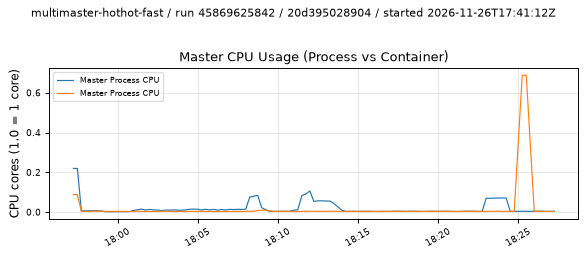 multimaster-hothot-fast / run 45869625842 / 20d395028904 / started 2026-11-26T17:41:12Z
Master CPU Usage (Process vs Container)
Master Process CPU
Master Process CPU
CPU cores (1.0 = 1 core)
0.6
0.4
0.2
0.0
18:00
18:05
18:10
18:15
18:20
18:25